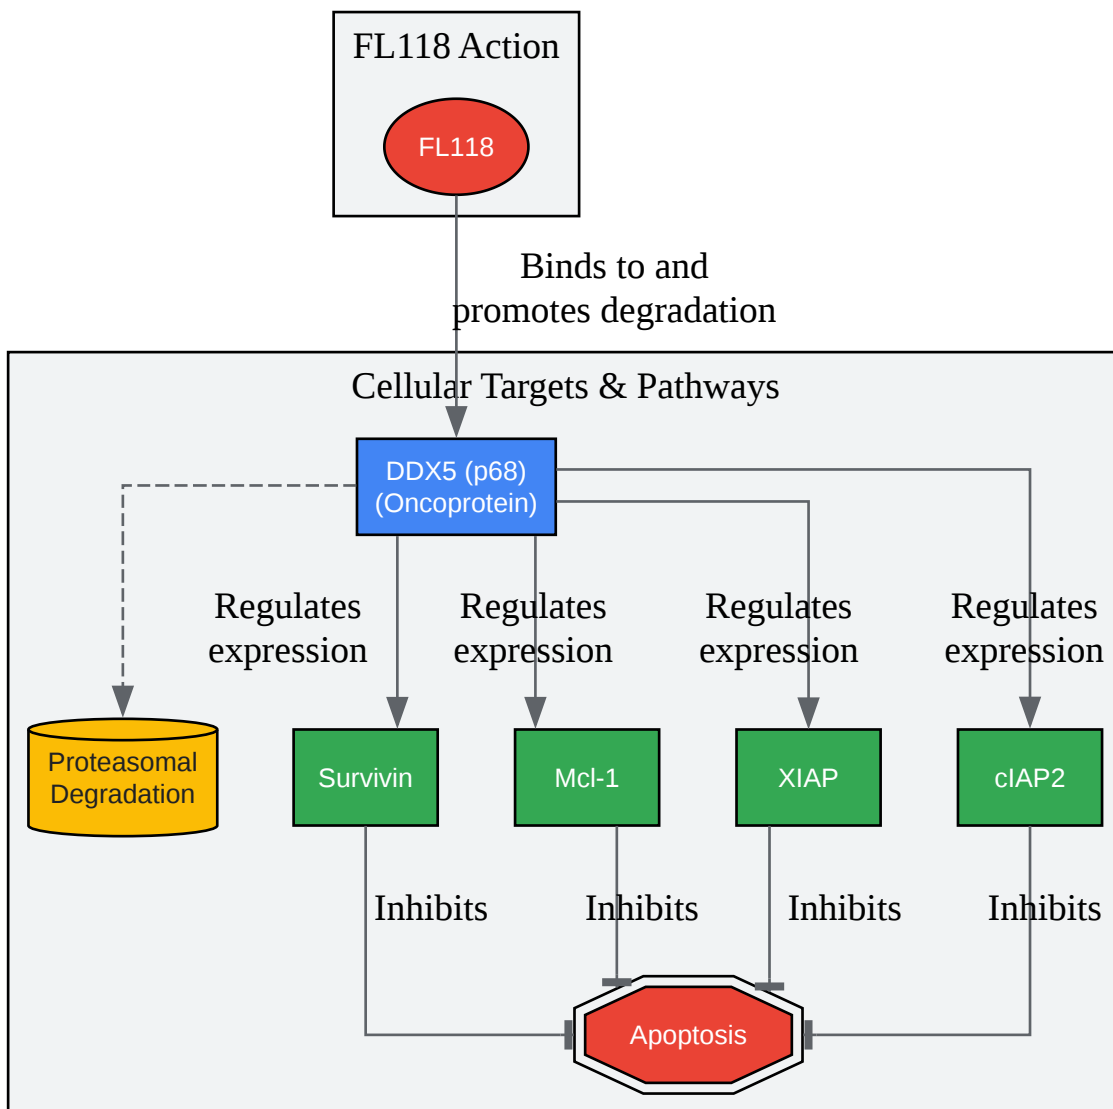 FL118 Action
FL118
Binds to and
promotes degradation
Cellular Targets & Pathways
DDX5 (p68)
(Oncoprotein)
Regulates
expression
Regulates
expression
Regulates
expression
Regulates
expression
Proteasomal
Degradation
Survivin
Mcl-1
XIAP
cIAP2
Inhibits
Inhibits
Inhibits
Inhibits
Apoptosis